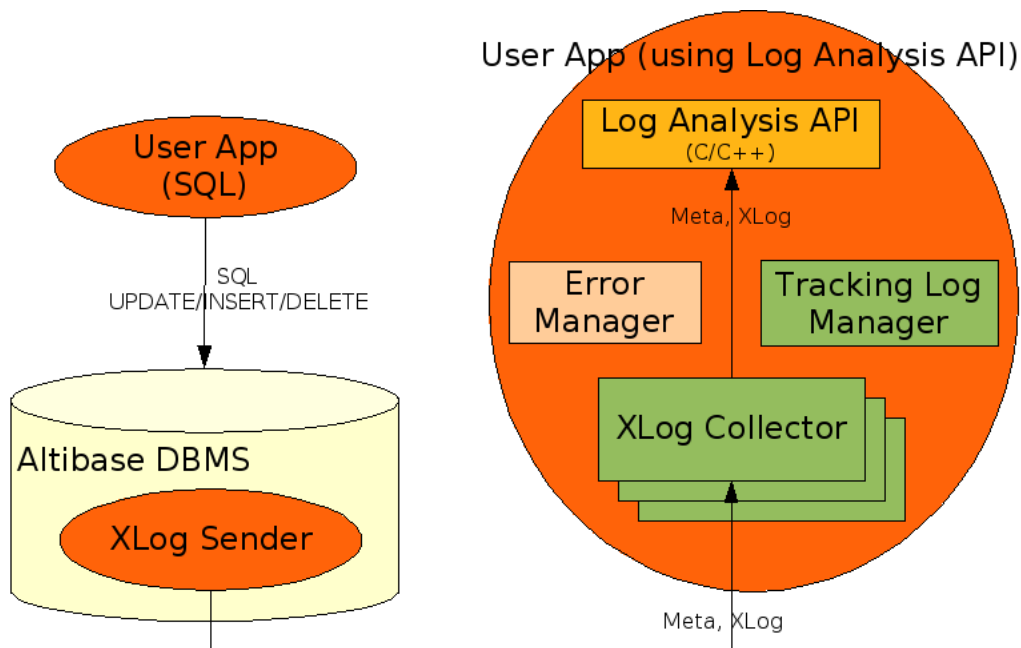 User App
(SQL)
SQL
UPDATE/INSERT/DELETE
Altibase DBMS
XLog Sender
User App (using Log Analysis API)
Log Analysis API
(C/C++)
Meta, XLog
Error
Manager
Tracking Log
Manager
XLog Collector
Meta, XLog